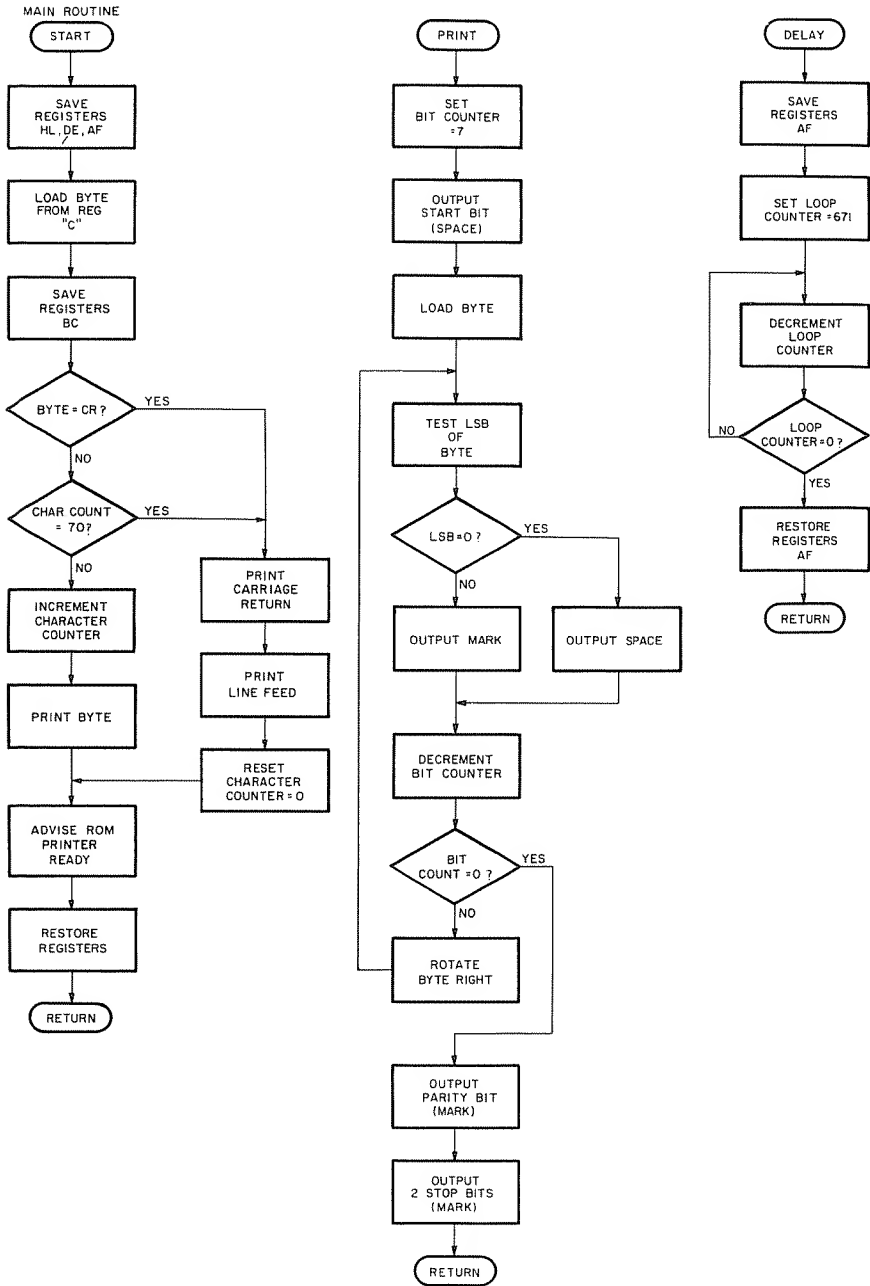 MAIN ROUTINE
START
SAVE
REGISTERS
HL, DE, AF
LOAD BYTE
FROM REG
"C"
SAVE
REGISTERS
BC
BYTE = CR?
YES
NO
CHAR COUNT
= 70?
YES
NO
INCREMENT
CHARACTER
COUNTER
PRINT BYTE
ADVISE ROM
PRINTER
READY
RESTORE
REGISTERS
RETURN
PRINT
CARRIAGE
RETURN
PRINT
LINE FEED
RESET
CHARACTER
COUNTER = 0
PRINT
SET
BIT COUNTER
=7
OUTPUT
START BIT
(SPACE)
LOAD BYTE
TEST LSB
OF
BYTE
LSB=0 ?
YES
NO
OUTPUT MARK
OUTPUT SPACE
DECREMENT
BIT COUNTER
BIT
COUNT =0 ?
YES
NO
ROTATE
BYTE RIGHT
OUTPUT
PARITY BIT
(MARK)
OUTPUT
2 STOP BITS
(MARK)
RETURN
DELAY
SAVE
REGISTERS
AF
SET LOOP
COUNTER =671
DECREMENT
LOOP
COUNTER
LOOP
COUNTER=0 ?
NO
YES
RESTORE
REGISTERS
AF
RETURN